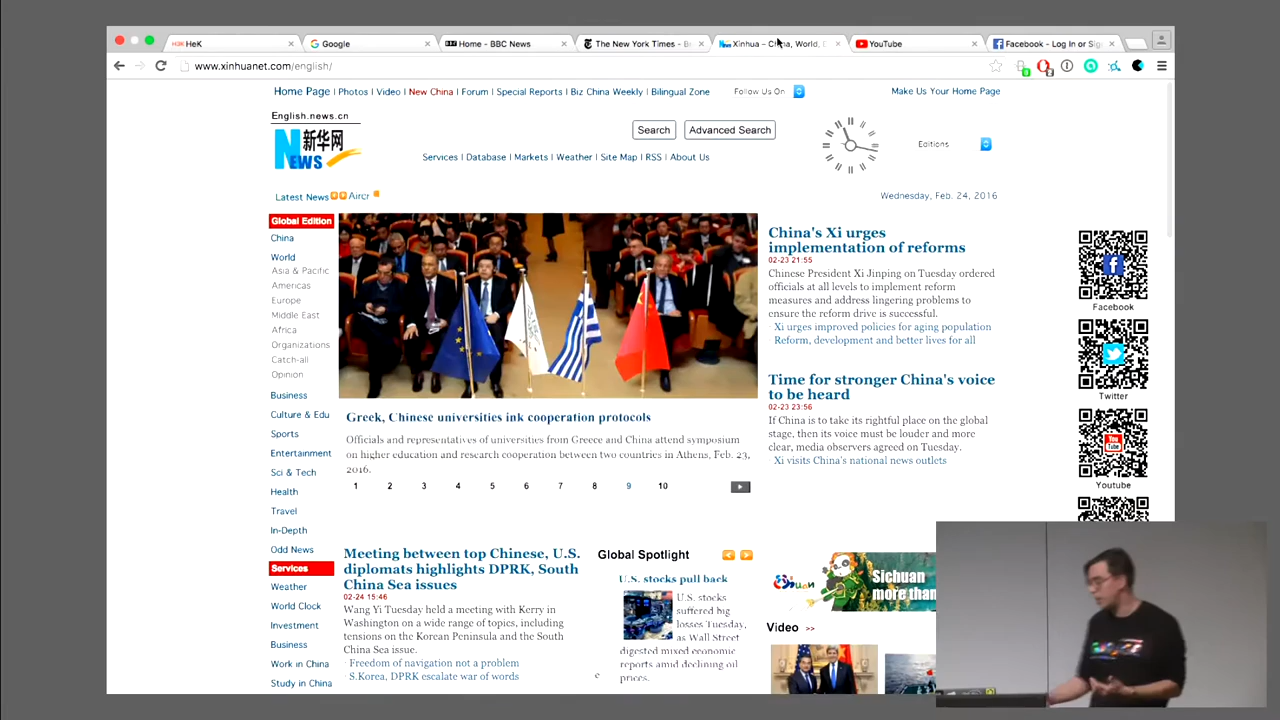 HeK
Google
Home - BBC News
The New York Times - B
Xinhua – China, World, E
YouTube
Facebook - Log In or Sig
www.xinhuanet.com/english/
Home Page | Photos | Video | New China | Forum | Special Reports | Biz China Weekly | Bilingual Zone
Follow Us On
Make Us Your Home Page
English.news.cn
新华网
NEWS
Search
Advanced Search
Services | Database | Markets | Weather | Site Map | RSS | About Us
Editions
Latest News
Aircr
Wednesday, Feb. 24, 2016
Global Edition
China
World
Asia & Pacific
Americas
Europe
Middle East
Africa
Organizations
Catch-all
Opinion
Business
Culture & Edu
Sports
Entertainment
Sci & Tech
Health
Travel
In-Depth
Odd News
Services
Weather
World Clock
Investment
Business
Work in China
Study in China
Greek, Chinese universities ink cooperation protocols
Officials and representatives of universities from Greece and China attend symposium
on higher education and research cooperation between two countries in Athens, Feb. 23,
2016.
1 2 3 4 5 6 7 8 9 10
China's Xi urges
implementation of reforms
02-23 21:55
Chinese President Xi Jinping on Tuesday ordered
officials at all levels to implement reform
measures and address lingering problems to
ensure the reform drive is successful.
· Xi urges improved policies for aging population
· Reform, development and better lives for all
Time for stronger China's voice
to be heard
02-23 23:56
If China is to take its rightful place on the global
stage, then its voice must be louder and more
clear, media observers agreed on Tuesday.
· Xi visits China's national news outlets
Facebook
Twitter
You
Tube
Youtube
Meeting between top Chinese, U.S.
diplomats highlights DPRK, South
China Sea issues
02-24 15:46
Wang Yi Tuesday held a meeting with Kerry in
Washington on a wide range of topics, including
tensions on the Korean Peninsula and the South
China Sea issue.
· Freedom of navigation not a problem
· S.Korea, DPRK escalate war of words
Global Spotlight
U.S. stocks pull back
U.S. stocks
suffered big
losses Tuesday,
as Wall Street
digested mixed economic
reports amid declining oil
prices.
e
Sichuan
more than
Video >>